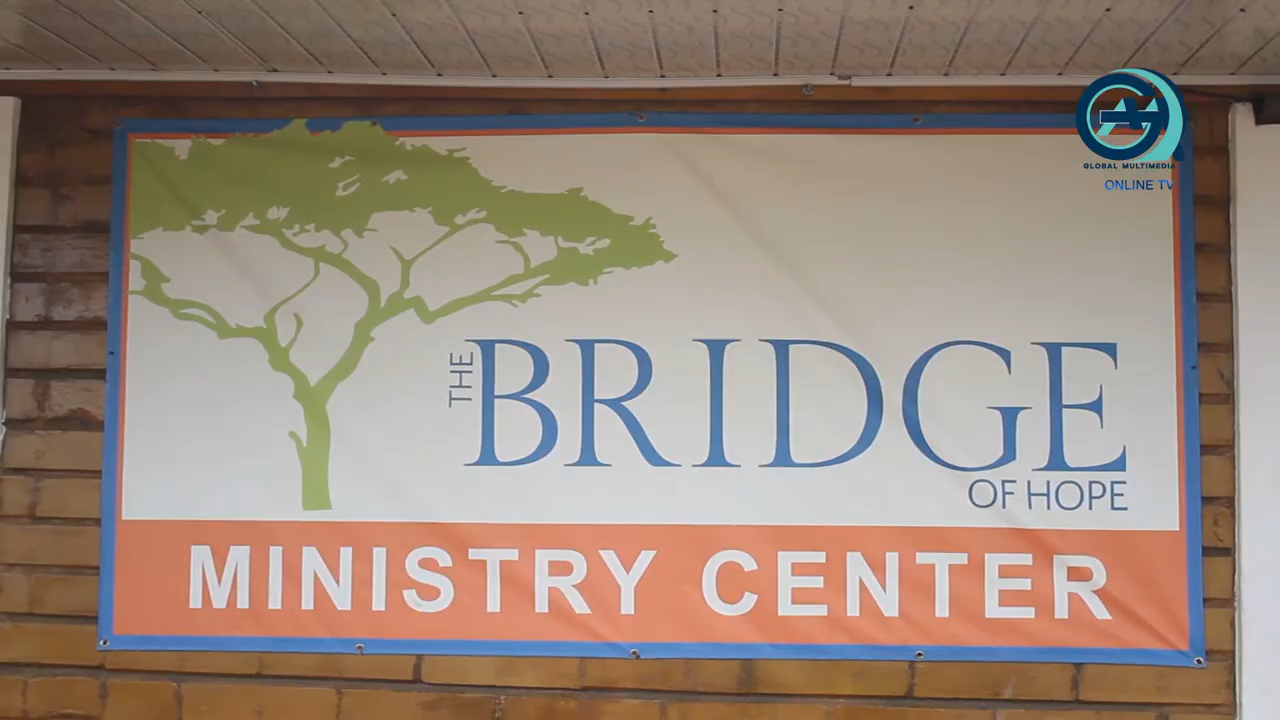 GLOBAL MULTIMEDIA
ONLINE TV
THE
BRIDGE
OF HOPE
MINISTRY CENTER